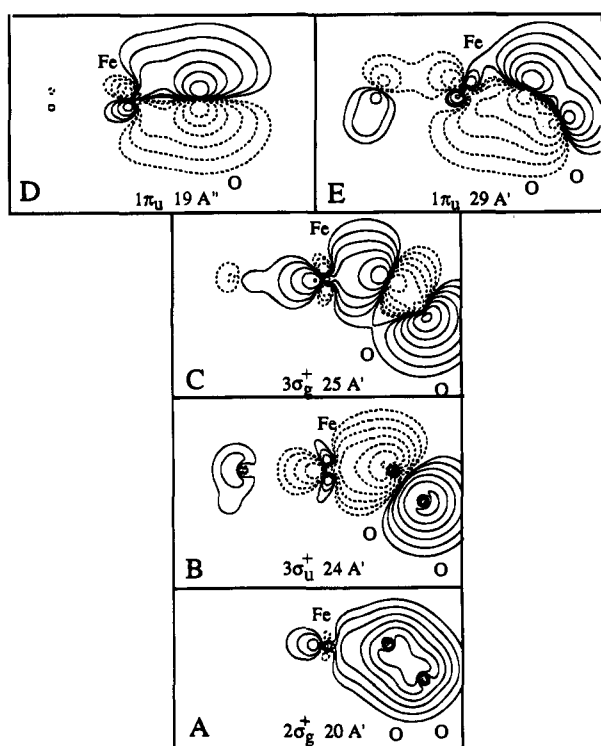 Fe
D
O
1πu 19 A"
Fe
E
O O
1πu 29 A'
Fe
C
O
O
3σg+ 25 A'
Fe
B
O
O
3σu+ 24 A'
Fe
A
O O
2σg+ 20 A'